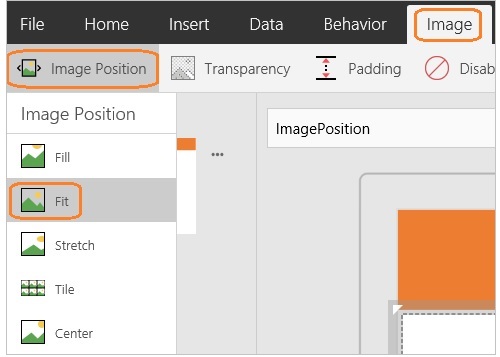 File Home Insert Data Behavior Image
Image Position Transparency Padding Disab
Image Position
ImagePosition
Fill
Fit
Stretch
Tile
Center